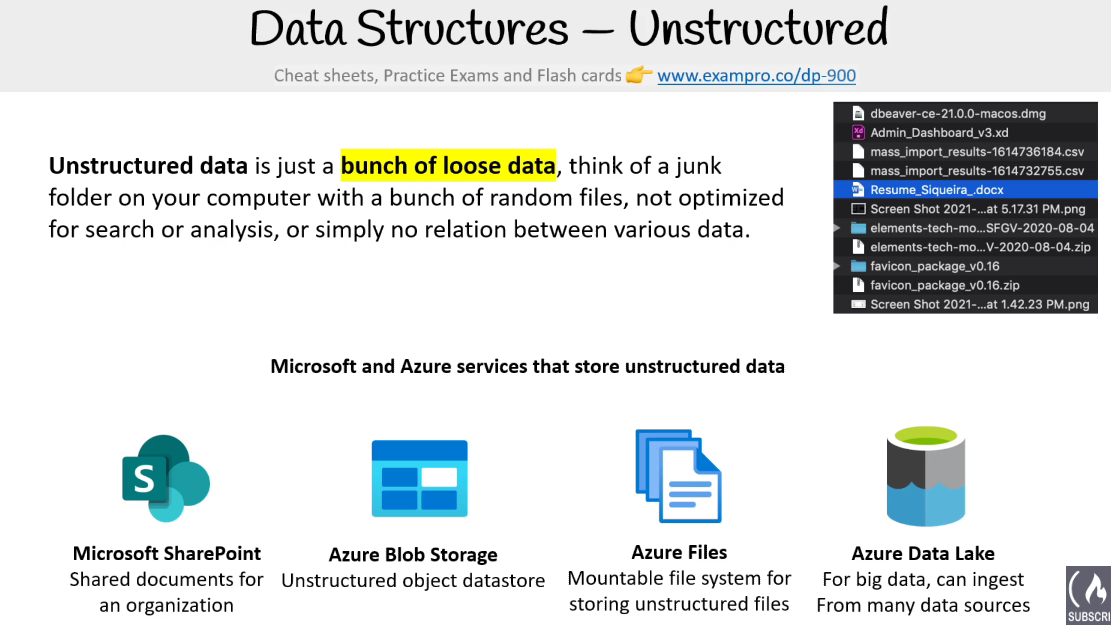 Data Structures – Unstructured
Cheat sheets, Practice Exams and Flash cards 👉 www.exampro.co/dp-900
Unstructured data is just a bunch of loose data, think of a junk
folder on your computer with a bunch of random files, not optimized
for search or analysis, or simply no relation between various data.
dbeaver-ce-21.0.0-macos.dmg
Xd Admin_Dashboard_v3.xd
mass_import_results-1614736184.csv
mass_import_results-1614732755.csv
Resume_Siqueira_.docx
Screen Shot 2021-...at 5.17.31 PM.png
elements-tech-mo...SFGV-2020-08-04
elements-tech-mo...V-2020-08-04.zip
favicon_package_v0.16
favicon_package_v0.16.zip
Screen Shot 2021-...at 1.42.23 PM.png
Microsoft and Azure services that store unstructured data
S
Microsoft SharePoint
Shared documents for
an organization
Azure Blob Storage
Unstructured object datastore
Azure Files
Mountable file system for
storing unstructured files
Azure Data Lake
For big data, can ingest
From many data sources
SUBSCRI